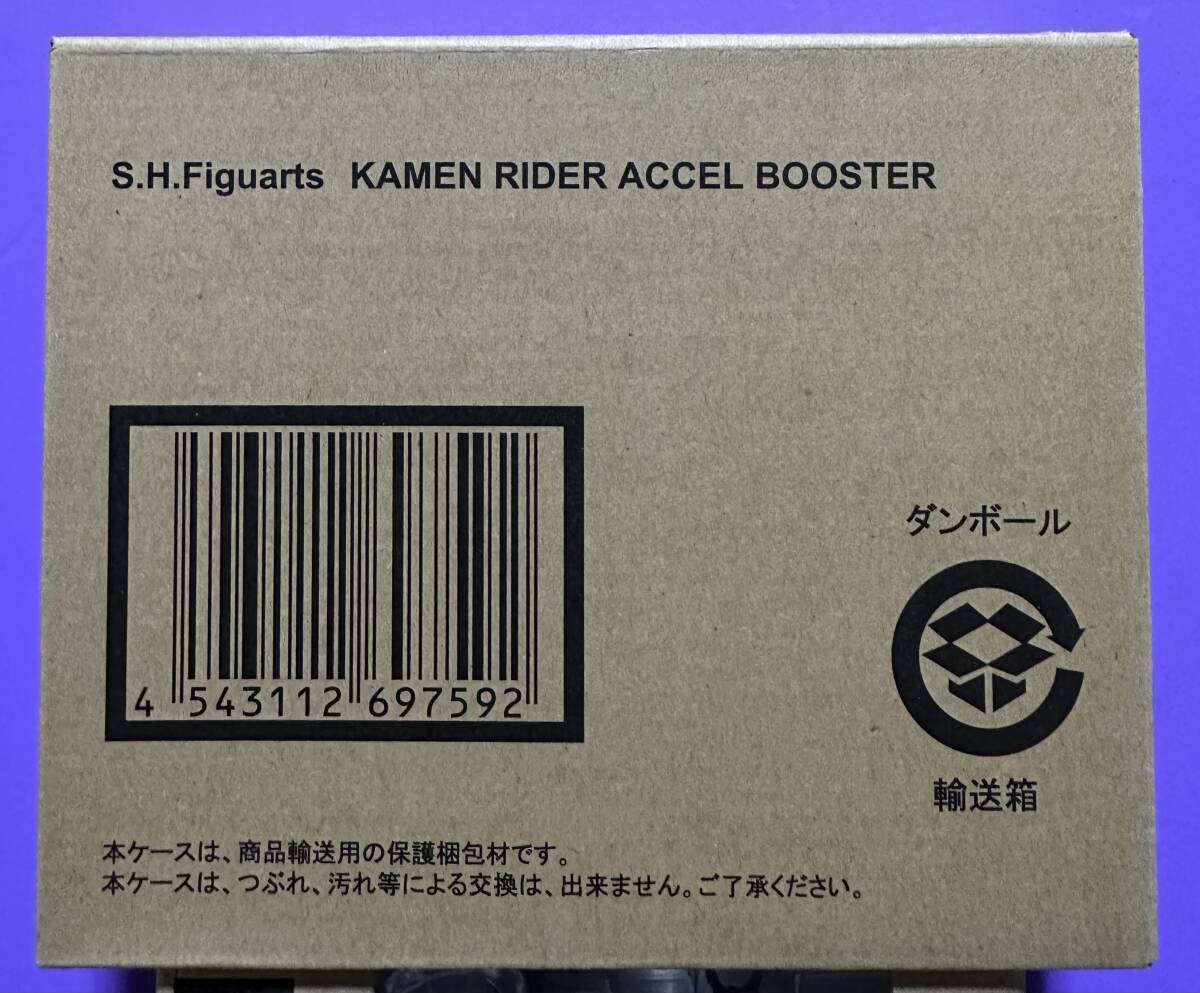 S.H.Figuarts KAMEN RIDER ACCEL BOOSTER
ダンボール
4 543112 697592
輸送箱
本ケースは、商品輸送用の保護梱包材です。
本ケースは、つぶれ、汚れ等による交換は、出来ません。ご了承ください。